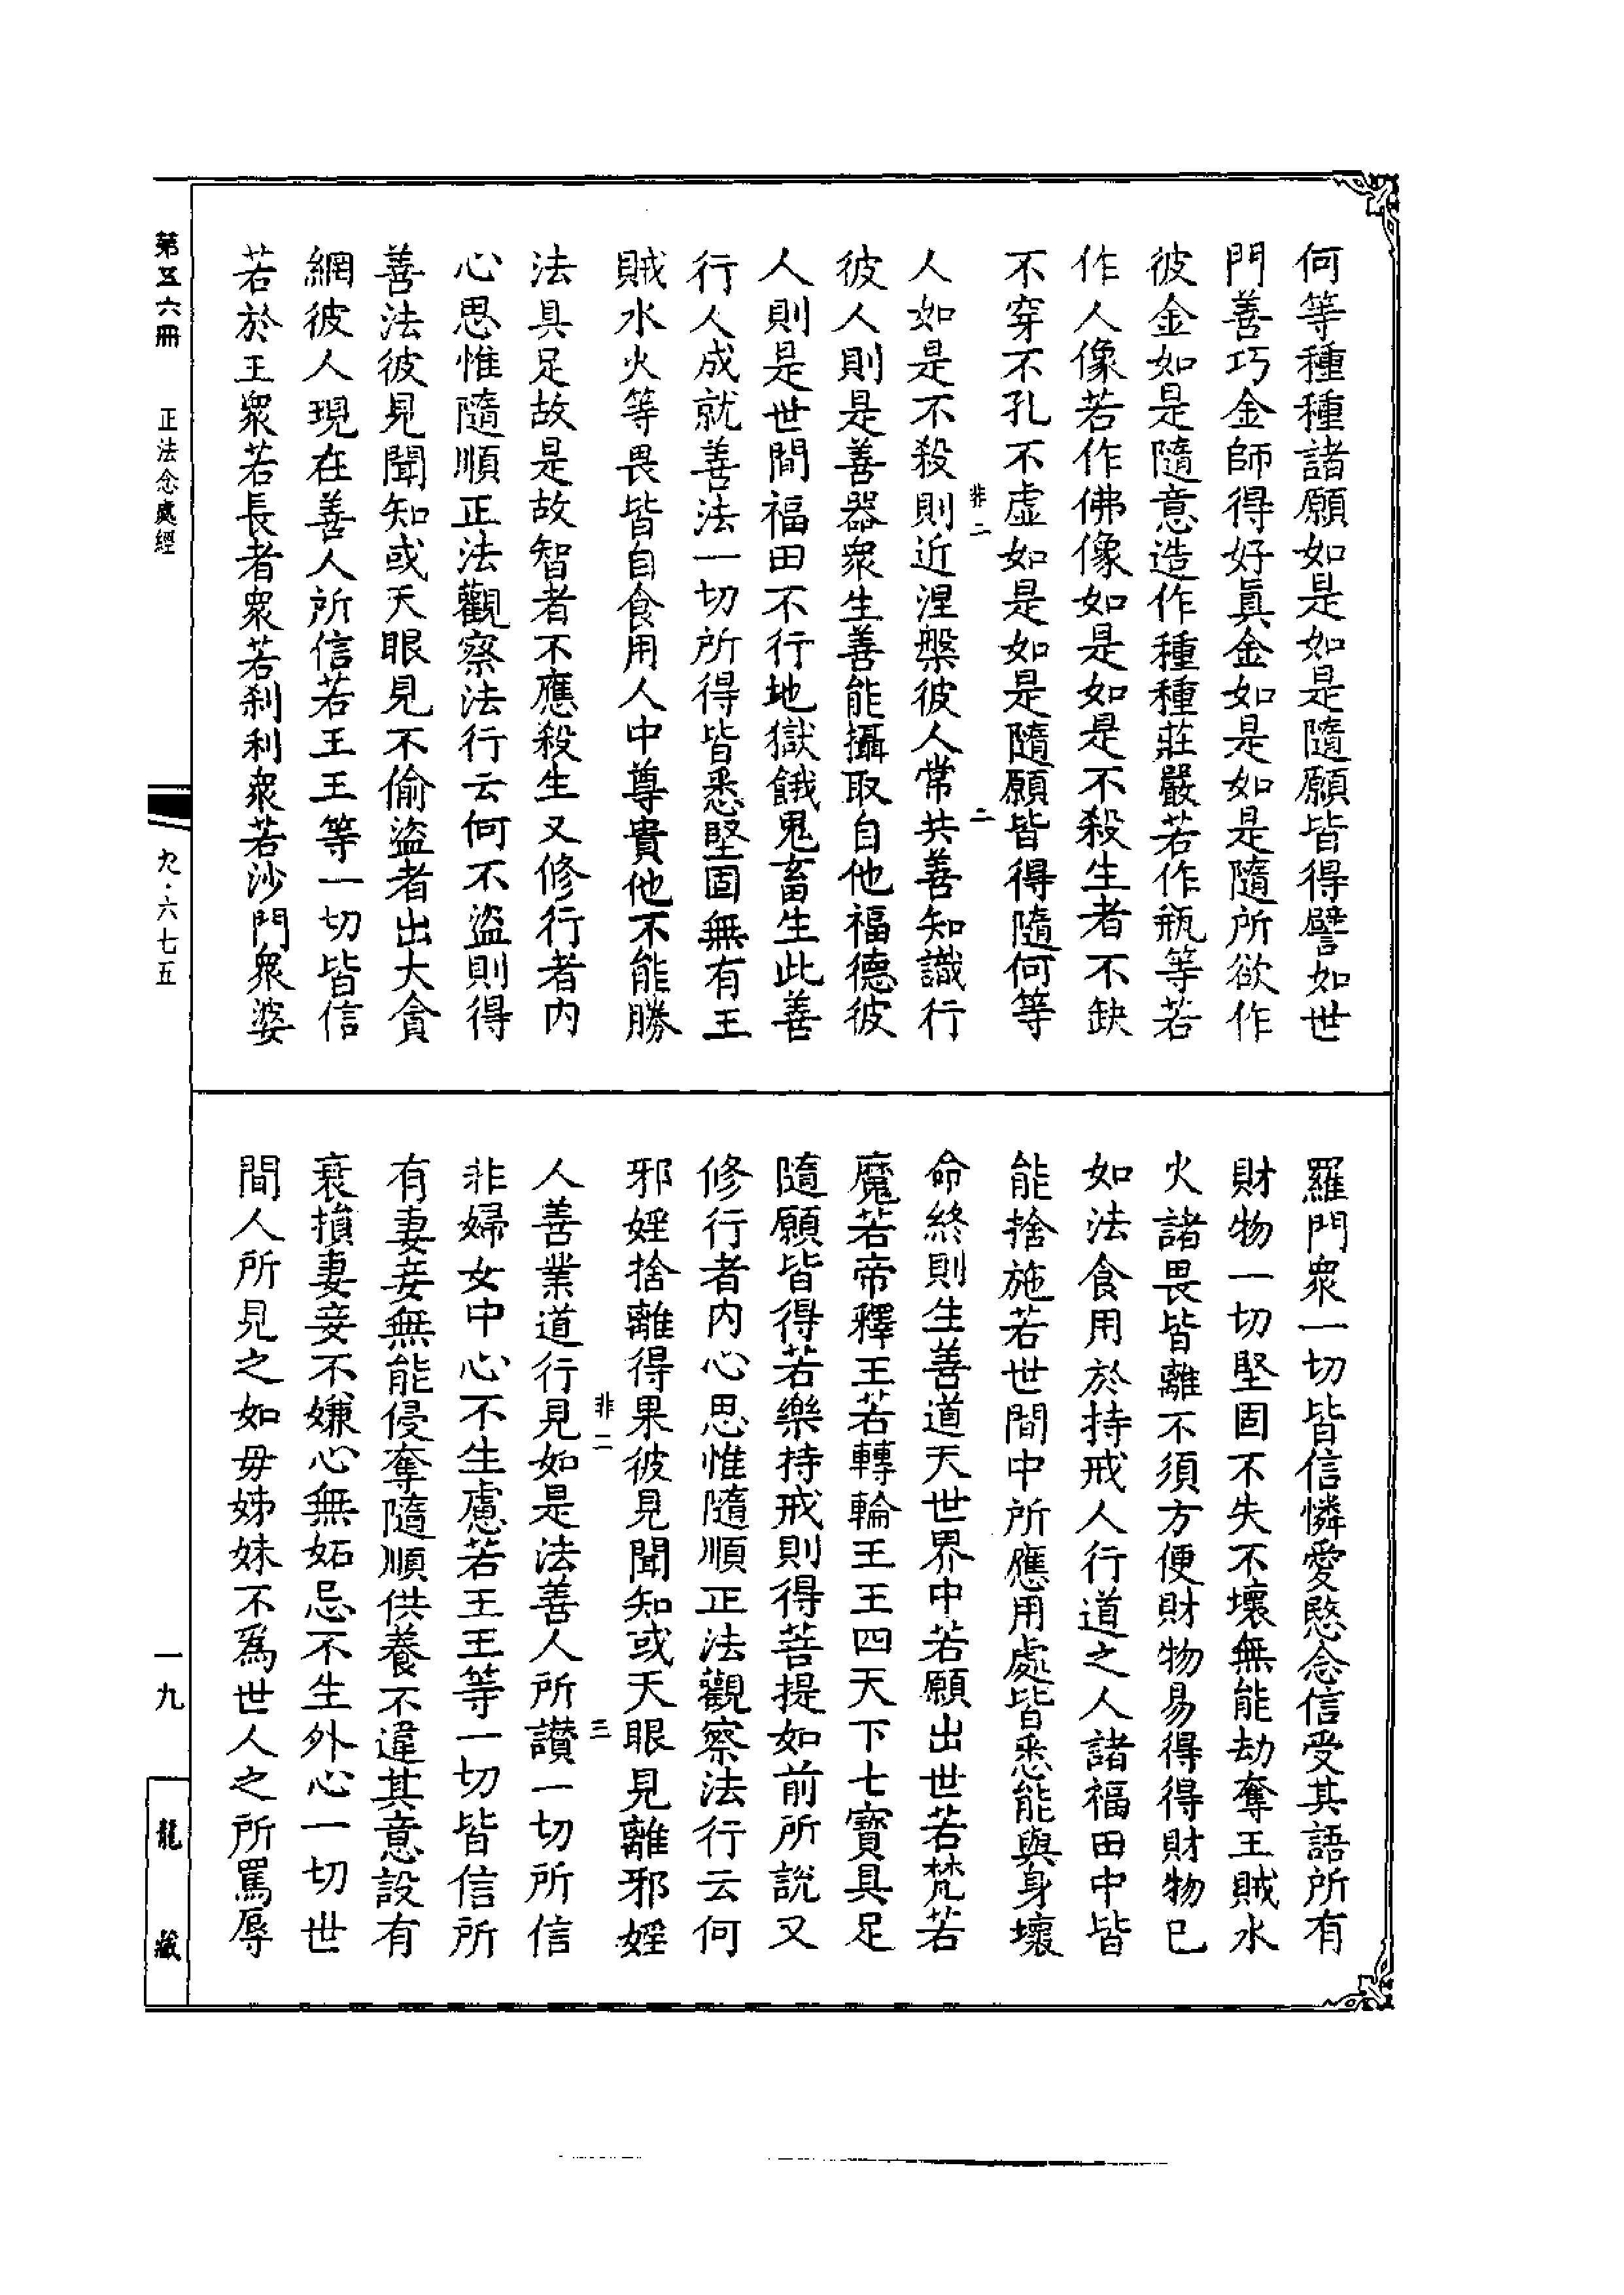 何等種種諸願如是如是隨願皆得譬如世
門善巧金師得好眞金如是如是隨所欲作
彼金如是隨意造作種種莊嚴若作瓶等若
作人像若作佛像如是如是不殺生者不缺
不穿不孔不虛如是如是隨願皆得隨何等
非二 二
人如是不殺則近涅槃彼人常共善知識行
彼人則是善器衆生善能攝取自他福德彼
人則是世間福田不行地獄餓鬼畜生此善
行人成就善法一切所得皆悉堅固無有王
賊水火等畏皆自食用人中尊貴他不能勝
法具足故是故智者不應殺生又修行者內
心思惟隨順正法觀察法行云何不盜則得
善法彼見聞知或天眼見不偷盜者出大貪
網彼人現在善人所信若王王等一切皆信
若於王衆若長者衆若刹利衆若沙門衆婆
羅門衆一切皆信憐愛愍念信受其語所有
財物一切堅固不失不壞無能劫奪王賊水
火諸畏皆離不須方便財物易得得財物已
如法食用於持戒人行道之人諸福田中皆
能捨施若世間中所應用處皆悉能與身壞
命終則生善道天世界中若願出世若梵若
魔若帝釋王若轉輪王王四天下七寶具足
隨願皆得若樂持戒則得菩提如前所說又
修行者內心思惟隨順正法觀察法行云何
邪婬捨離得果彼見聞知或天眼見離邪婬
非二 三
人善業道行見如是法善人所讃一切所信
非婦女中心不生慮若王王等一切皆信所
有妻妾無能侵奪隨順供養不違其意設有
衰損妻妾不嫌心無妬忌不生外心一切世
間人所見之如母姊妹不爲世人之所罵辱
第五六冊 正法念處經 九·六七五 一九 龍藏